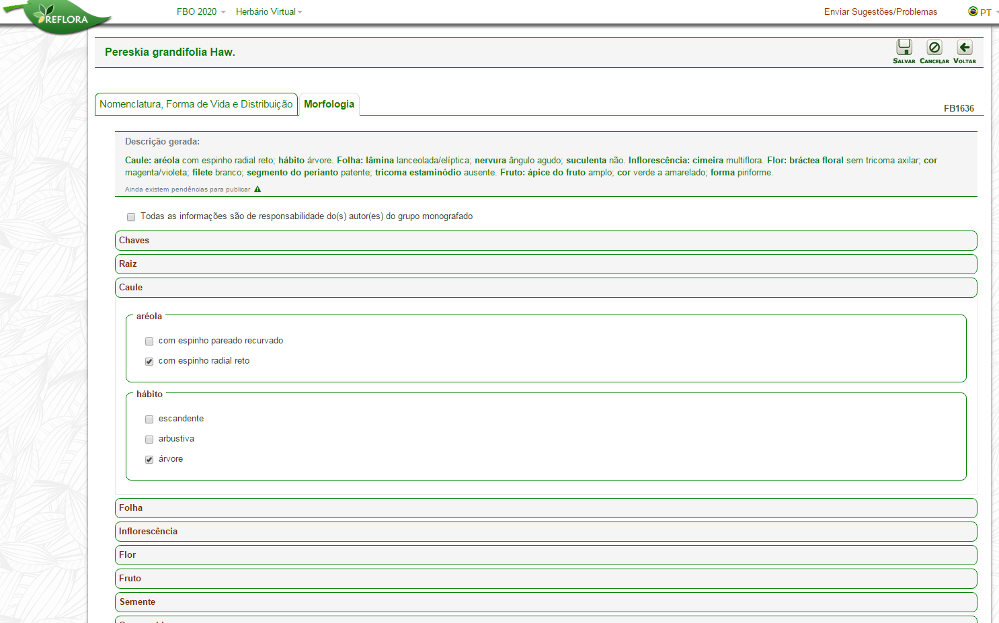 REFLORA
FBO 2020
Herbário Virtual
Enviar Sugestões/Problemas
PT
Pereskia grandifolia Haw.
SALVAR CANCELAR VOLTAR
Nomenclatura, Forma de Vida e Distribuição
Morfologia
FB1636
Descrição gerada:
Caule: aréola com espinho radial reto; hábito árvore. Folha: lâmina lanceolada/elíptica; nervura ângulo agudo; suculenta não. Inflorescência: cimeira multiflora. Flor: bráctea floral sem tricoma axilar; cor
magenta/violeta; filete branco; segmento do perianto patente; tricoma estaminódio ausente. Fruto: ápice do fruto amplo; cor verde a amarelado; forma piriforme.
Ainda existem pendências para publicar
Todas as informações são de responsabilidade do(s) autor(es) do grupo monografado
Chaves
Raiz
Caule
aréola
com espinho pareado recurvado
com espinho radial reto
hábito
escandente
arbustiva
árvore
Folha
Inflorescência
Flor
Fruto
Semente